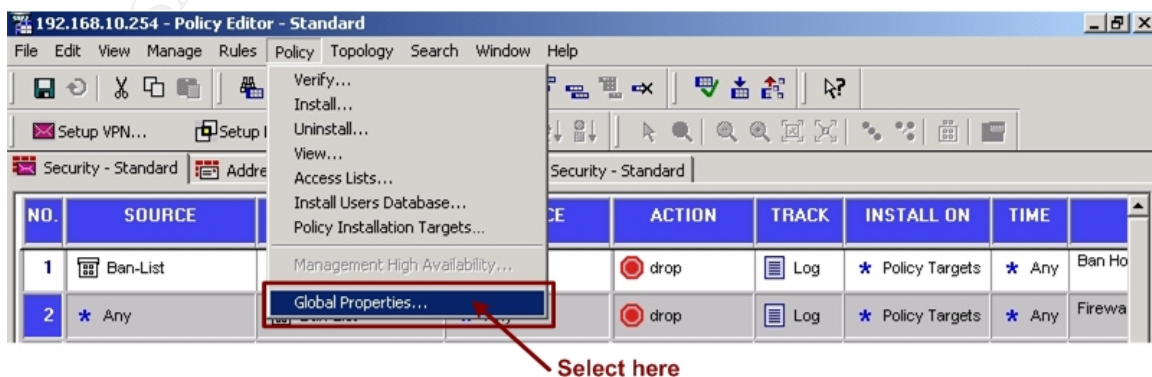 192.168.10.254 - Policy Editor - Standard
File Edit View Manage Rules Policy Topology Search Window Help
Verify...
Install...
Uninstall...
View...
Access Lists...
Install Users Database...
Policy Installation Targets...
Management High Availability...
Global Properties...
Setup VPN... Setup
Security - Standard Addre Security - Standard
NO. SOURCE CE ACTION TRACK INSTALL ON TIME
1 Ban-List drop Log * Policy Targets * Any Ban Ho
2 * Any drop Log * Policy Targets * Any Firewa
Select here